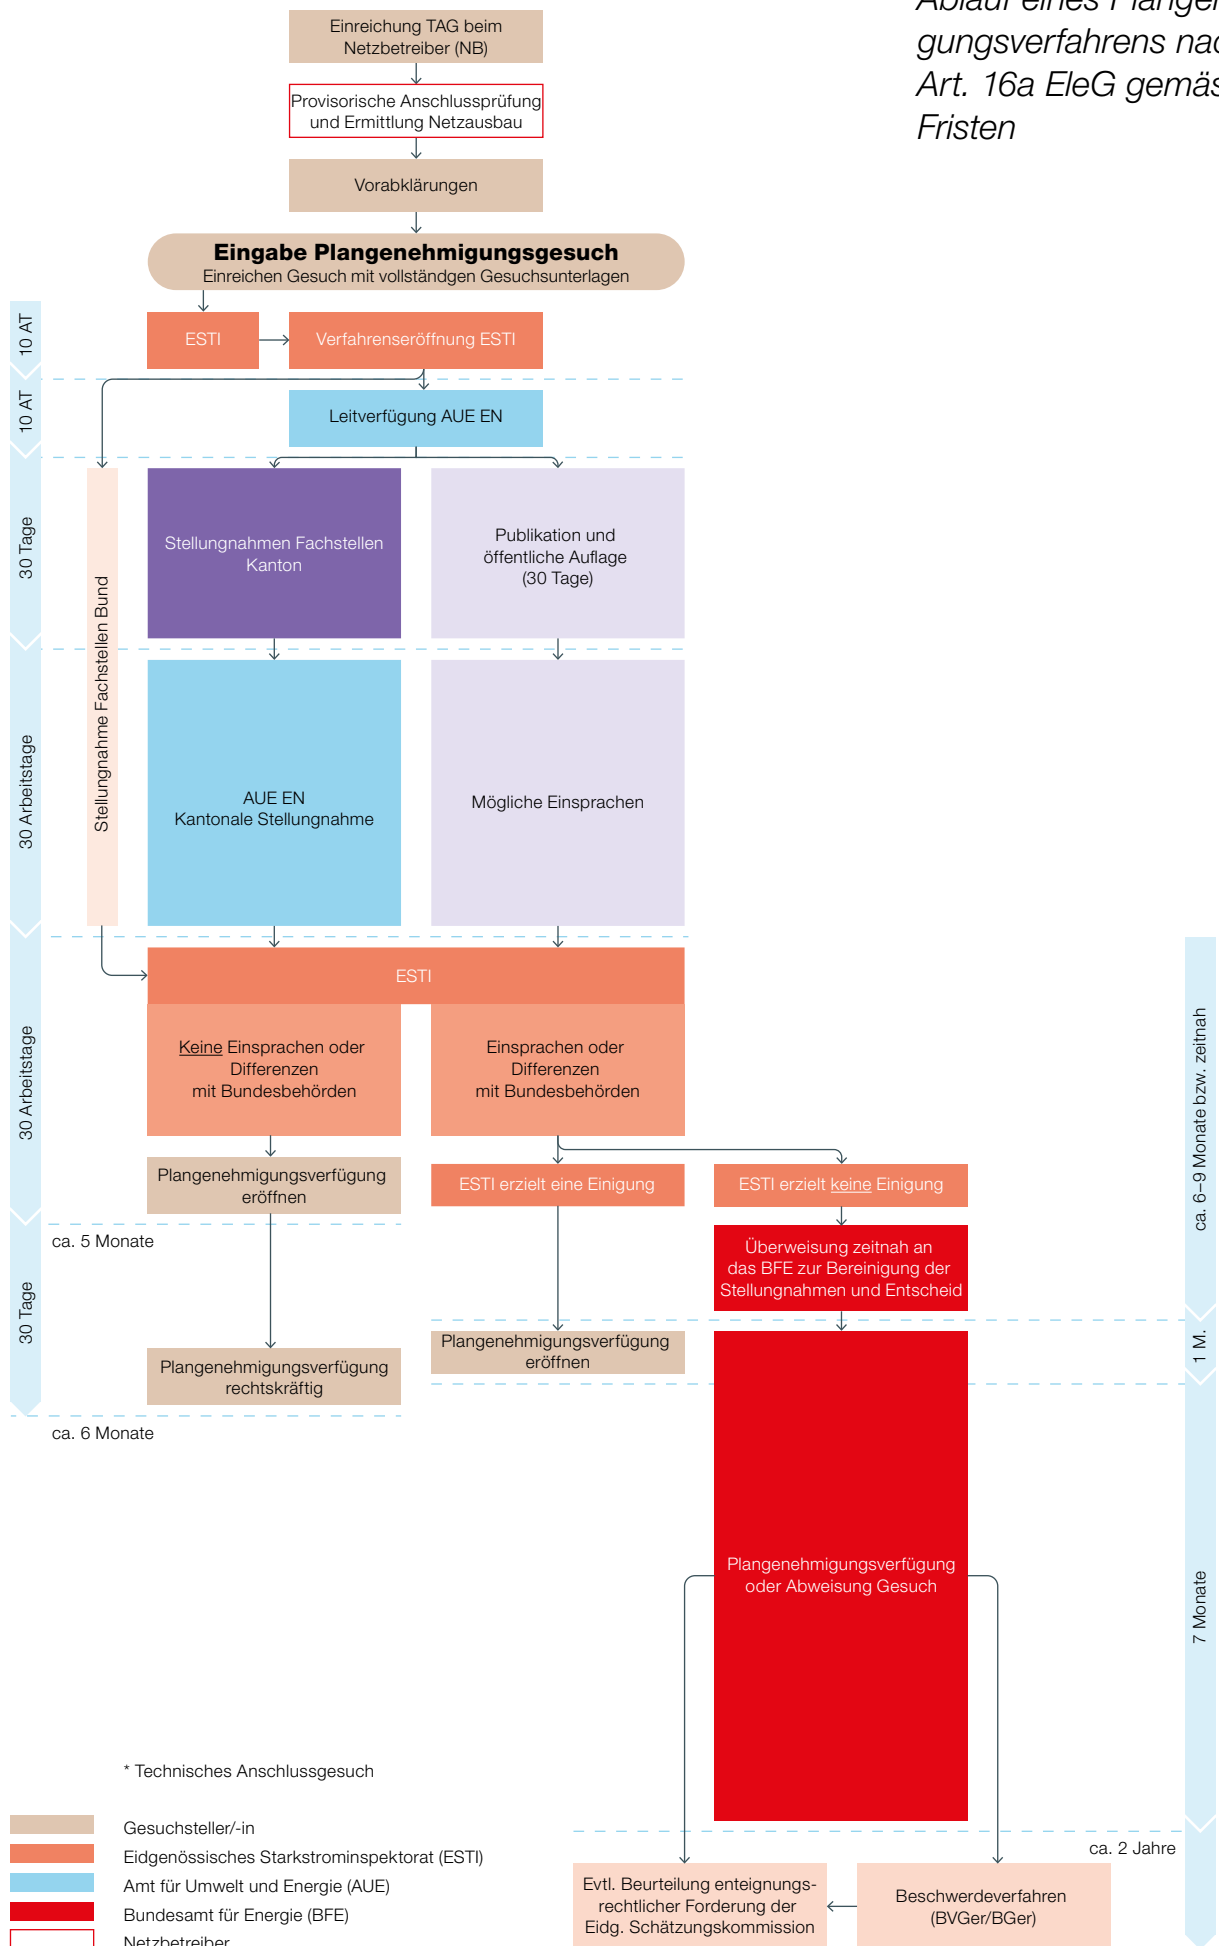 Ablauf eines Plangeneh
gungsverfahrens nac
Art. 16a EleG gemäs
Fristen
Einreichung TAG beim
Netzbetreiber (NB)
Provisorische Anschlussprüfung
und Ermittlung Netzausbau
Vorabklärungen
Eingabe Plangenehmigungsgesuch
Einreichen Gesuch mit vollständgen Gesuchsunterlagen
10 AT
ESTI
Verfahrenseröffnung ESTI
10 AT
Leitverfügung AUE EN
30 Tage
Stellungnahme Fachstellen Bund
Stellungnahmen Fachstellen
Kanton
Publikation und
öffentliche Auflage
(30 Tage)
30 Arbeitstage
AUE EN
Kantonale Stellungnahme
Mögliche Einsprachen
30 Arbeitstage
ESTI
Keine Einsprachen oder
Differenzen
mit Bundesbehörden
Einsprachen oder
Differenzen
mit Bundesbehörden
ca. 6–9 Monate bzw. zeitnah
Plangenehmigungsverfügung
eröffnen
ESTI erzielt eine Einigung
ESTI erzielt keine Einigung
ca. 5 Monate
Überweisung zeitnah an
das BFE zur Bereinigung der
Stellungnahmen und Entscheid
30 Tage
Plangenehmigungsverfügung
eröffnen
1 M.
Plangenehmigungsverfügung
rechtskräftig
ca. 6 Monate
Plangenehmigungsverfügung
oder Abweisung Gesuch
7 Monate
* Technisches Anschlussgesuch
Gesuchsteller/-in
Eidgenössisches Starkstrominspektorat (ESTI)
Amt für Umwelt und Energie (AUE)
Bundesamt für Energie (BFE)
Netzbetreiber
ca. 2 Jahre
Evtl. Beurteilung enteignungs-
rechtlicher Forderung der
Eidg. Schätzungskommission
Beschwerdeverfahren
(BVGer/BGer)